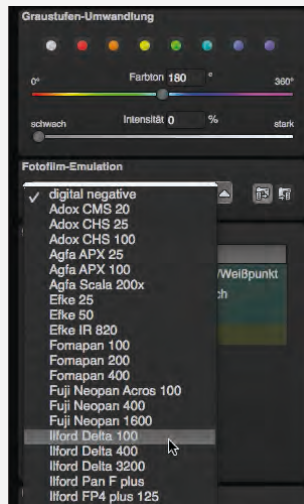 Graustufen-Umwandlung
0° Farbton 180 ° 360°
schwach Intensität 0 % stark
Fotofilm-Emulation
✓ digital negative
Adox CMS 20
Adox CHS 25
Adox CHS 100
Agfa APX 25
Agfa APX 100
/Weißpunkt
Agfa Scala 200x
ch
Efke 25
Efke 50
Efke IR 820
Fomapan 100
Fomapan 200
Fomapan 400
Fuji Neopan Acros 100
Fuji Neopan 400
Fuji Neopan 1600
Ilford Delta 100
Ilford Delta 400
Ilford Delta 3200
Ilford Pan F plus
Ilford FP4 plus 125